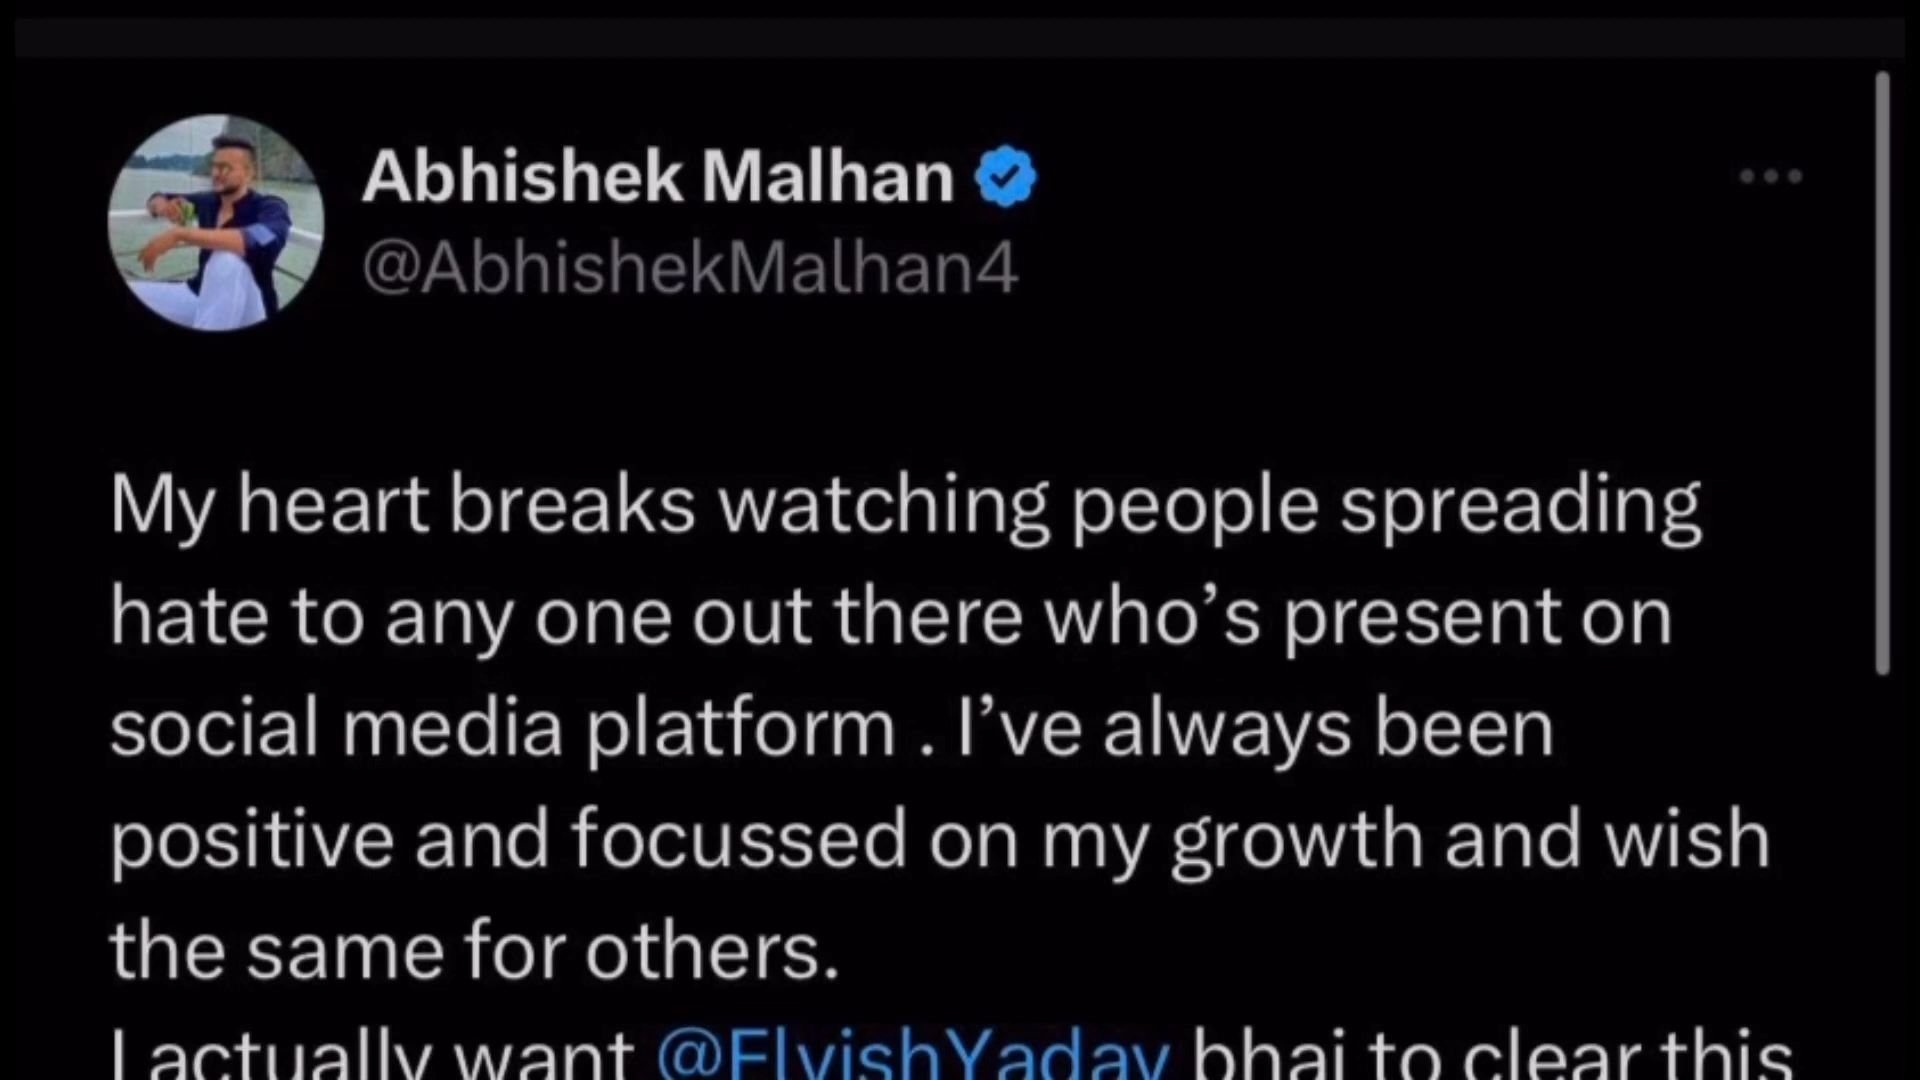 Abhishek Malhan
@AbhishekMalhan4
My heart breaks watching people spreading
hate to any one out there who’s present on
social media platform . I’ve always been
positive and focussed on my growth and wish
the same for others.
I actually want @ElvishYadav bhai to clear this